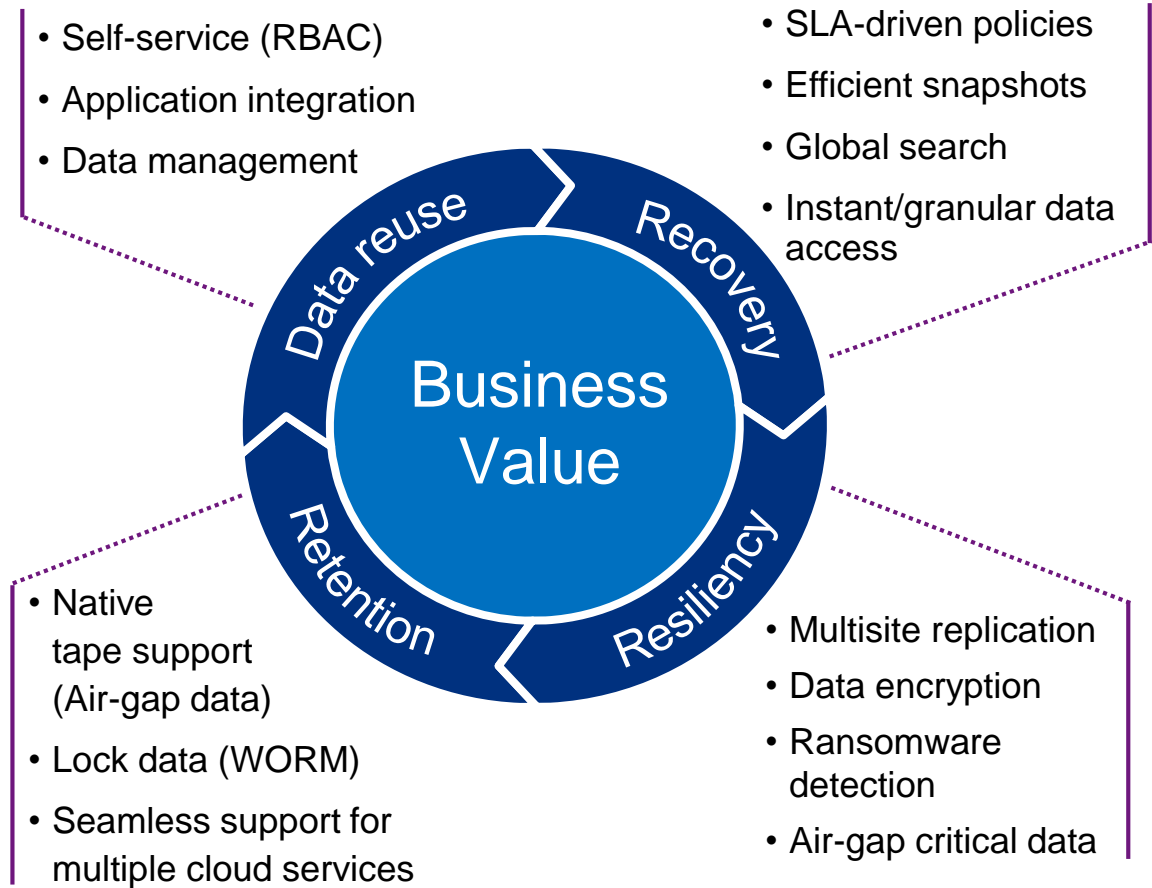 • Self-service (RBAC)
• Application integration
• Data management
• SLA-driven policies
• Efficient snapshots
• Global search
• Instant/granular data
access
Data reuse
Recovery
Business
Value
Retention
Resiliency
• Native
tape support
(Air-gap data)
• Lock data (WORM)
• Seamless support for
multiple cloud services
• Multisite replication
• Data encryption
• Ransomware
detection
• Air-gap critical data